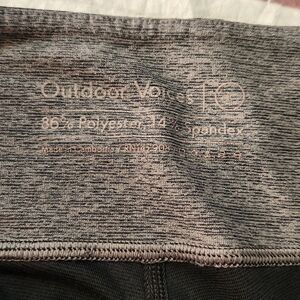 Outdoor Voices
86% Polyester, 14% Spandex
Made in Cambodia